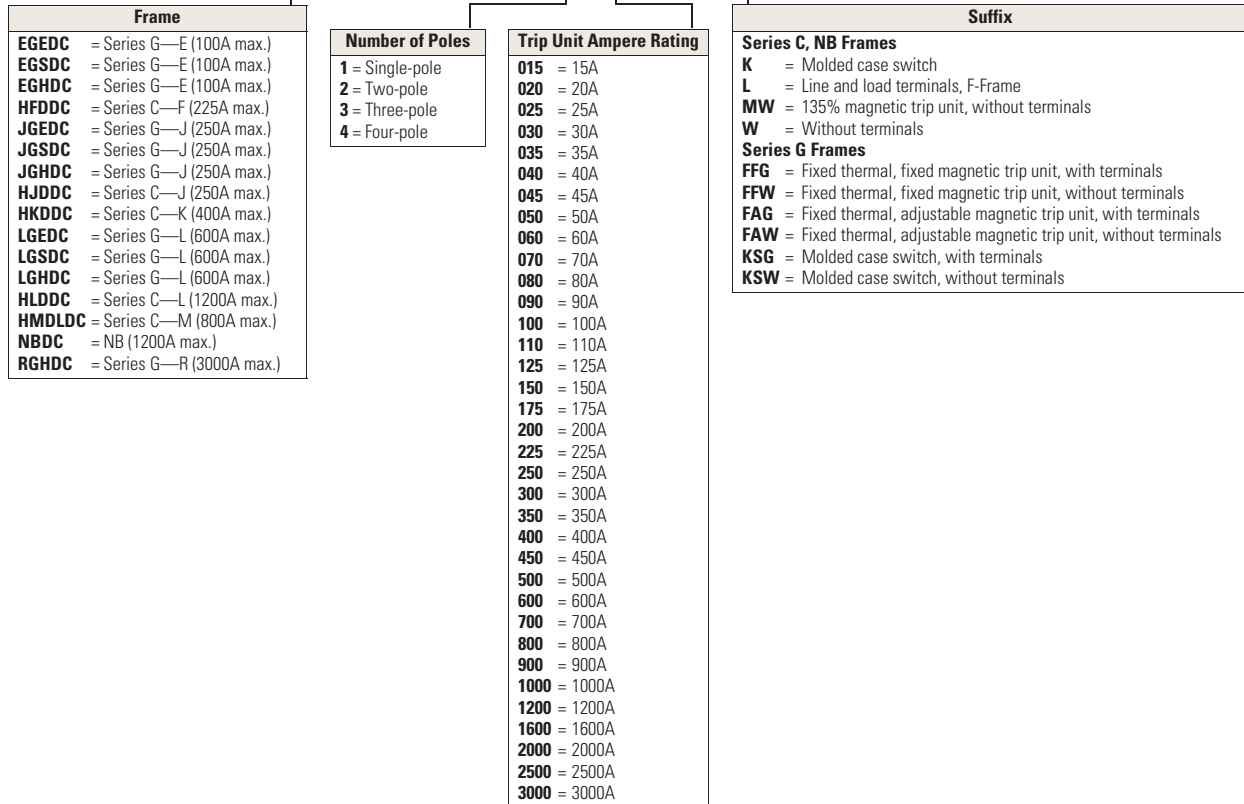 Frame
EGEDC = Series G—E (100A max.)
EGSDC = Series G—E (100A max.)
EGHDC = Series G—E (100A max.)
HFDDC = Series C—F (225A max.)
JGEDC = Series G—J (250A max.)
JGSDC = Series G—J (250A max.)
JGHDC = Series G—J (250A max.)
HJDDC = Series C—J (250A max.)
HKDDC = Series C—K (400A max.)
LGEDC = Series G—L (600A max.)
LGSDC = Series G—L (600A max.)
LGHDC = Series G—L (600A max.)
HLDDC = Series C—L (1200A max.)
HMDLDC = Series C—M (800A max.)
NBDC = NB (1200A max.)
RGHDC = Series G—R (3000A max.)
Number of Poles
1 = Single-pole
2 = Two-pole
3 = Three-pole
4 = Four-pole
Trip Unit Ampere Rating
015 = 15A
020 = 20A
025 = 25A
030 = 30A
035 = 35A
040 = 40A
045 = 45A
050 = 50A
060 = 60A
070 = 70A
080 = 80A
090 = 90A
100 = 100A
110 = 110A
125 = 125A
150 = 150A
175 = 175A
200 = 200A
225 = 225A
250 = 250A
300 = 300A
350 = 350A
400 = 400A
450 = 450A
500 = 500A
600 = 600A
700 = 700A
800 = 800A
900 = 900A
1000 = 1000A
1200 = 1200A
1600 = 1600A
2000 = 2000A
2500 = 2500A
3000 = 3000A
Suffix
Series C, NB Frames
K = Molded case switch
L = Line and load terminals, F-Frame
MW = 135% magnetic trip unit, without terminals
W = Without terminals
Series G Frames
FFG = Fixed thermal, fixed magnetic trip unit, with terminals
FFW = Fixed thermal, fixed magnetic trip unit, without terminals
FAG = Fixed thermal, adjustable magnetic trip unit, with terminals
FAW = Fixed thermal, adjustable magnetic trip unit, without terminals
KSG = Molded case switch, with terminals
KSW = Molded case switch, without terminals